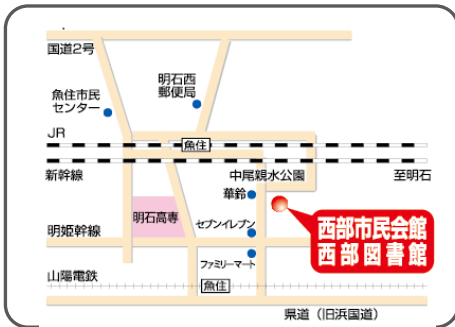 国道2号
明石西
郵便局
魚住市民
センター
JR
魚住
新幹線
中尾親水公園
至明石
華鈴
明石高専
西部市民会館
西部図書館
セブンイレブン
明姫幹線
ファミリーマート
山陽電鉄
魚住
県道（旧浜国道）